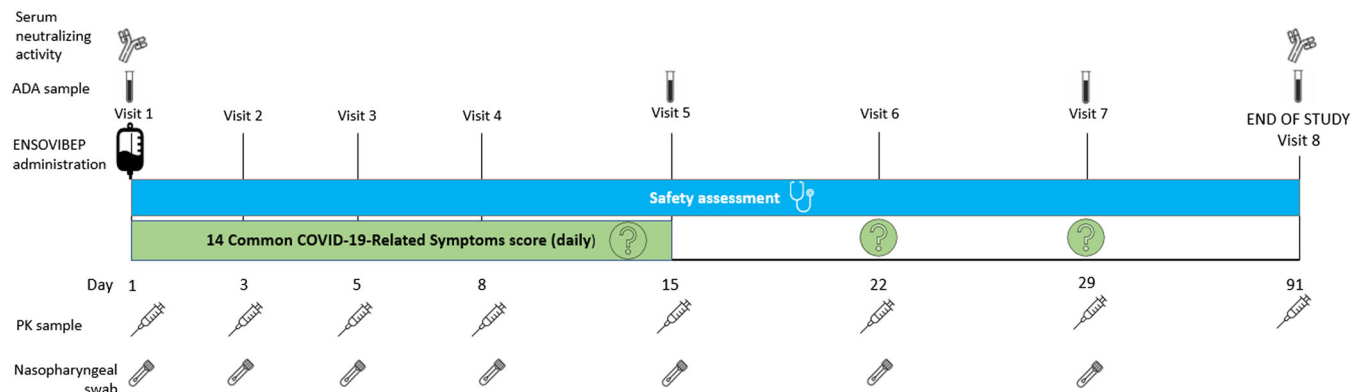 Serum
neutralizing
activity
ADA sample
Visit 1
Visit 2
Visit 3
Visit 4
Visit 5
Visit 6
Visit 7
END OF STUDY
Visit 8
ENSOVIBEP
administration
Safety assessment
14 Common COVID-19-Related Symptoms score (daily)
?
?
?
Day 1 3 5 8 15 22 29 91
PK sample
Nasopharyngeal
swab